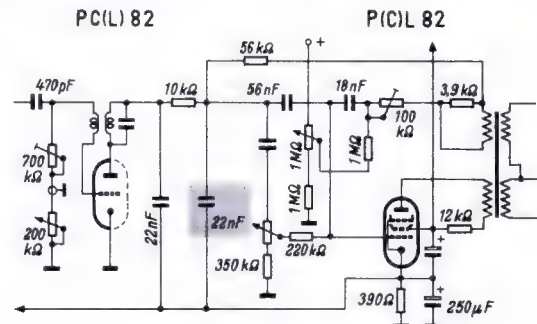 PC(L) 82
P(C)L 82
56 kΩ
+
470pF
10 kΩ
56 nF
18 nF
3,9 kΩ
100
kΩ
700
kΩ
1 MΩ
1 MΩ
1 MΩ
200
kΩ
22nF
22nF
220 kΩ
12 kΩ
+
350 kΩ
390Ω
+
250 µF